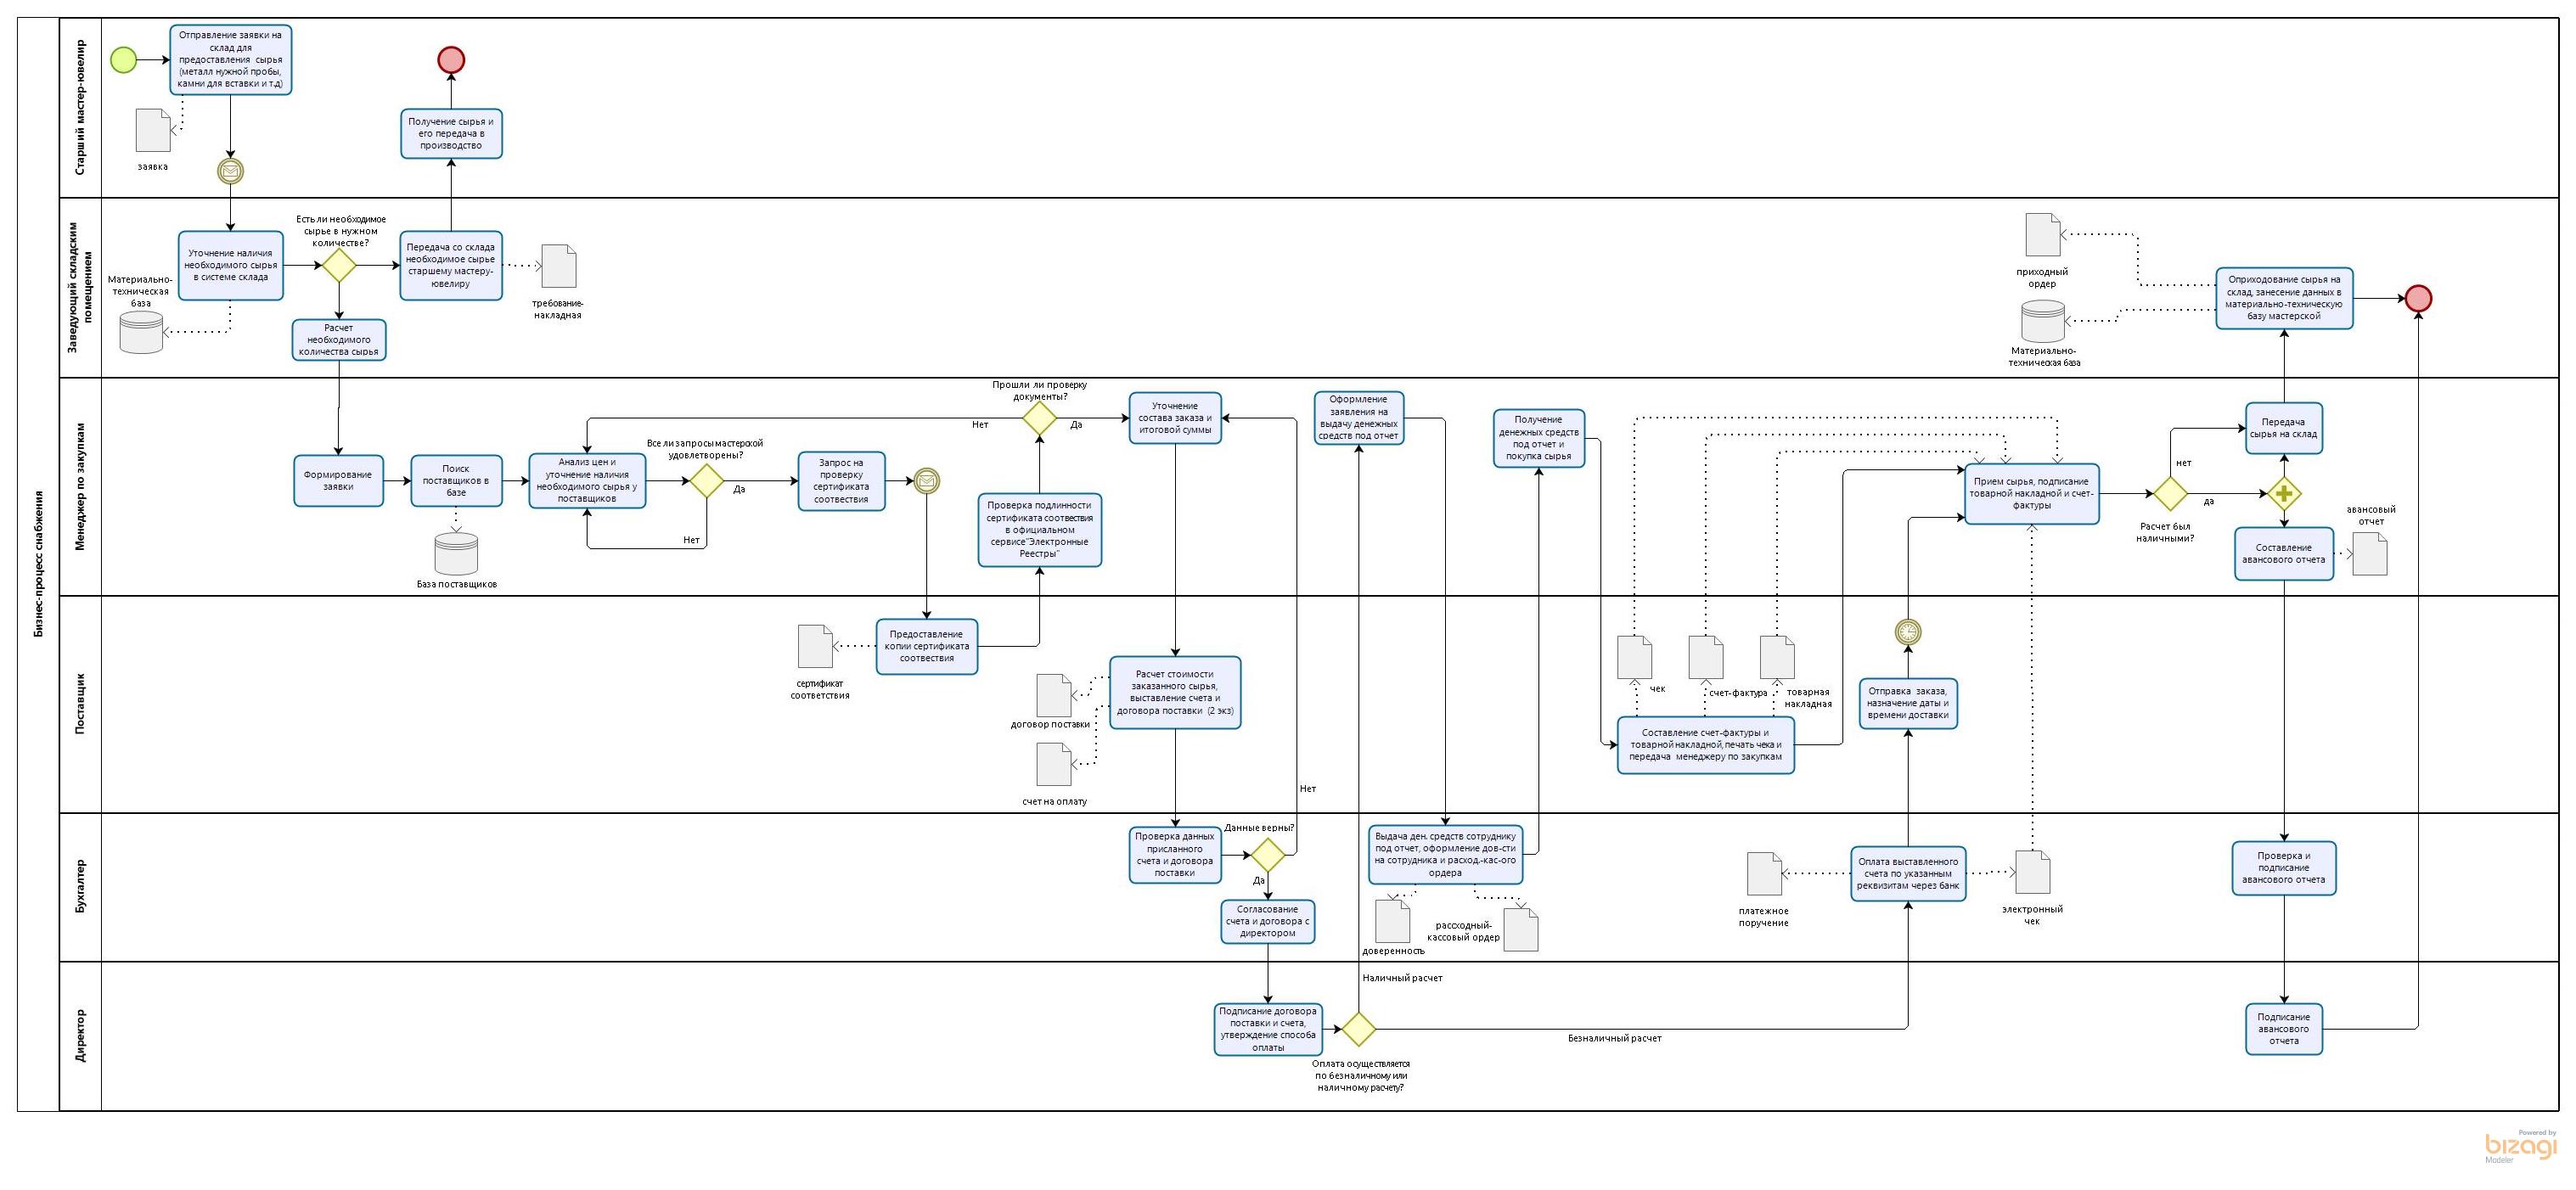 Бизнес-процесс снабжения
Старший мастер-ювелир
Отправление заявки на
склад для
предоставления сырья
(металл нужной пробы,
камни для вставки и т.д)
заявка
Получение сырья и
его передача в
производство
Заведующий складским
помещением
Уточнение наличия
необходимого сырья
в системе склада
Материально-
техническая
база
Есть ли необходимое
сырье в нужном
количестве?
Передача со склада
необходимое сырье
старшему мастеру-
ювелиру
требование-
накладная
Расчет
необходимого
количества сырья
приходный
ордер
Материально-
техническая база
Оприходование сырья на
склад, занесение данных в
материально-техническую
базу мастерской
Менеджер по закупкам
Формирование
заявки
Поиск
поставщиков в
базе
База поставщиков
Анализ цен и
уточнение наличия
необходимого сырья у
поставщиков
Все ли запросы мастерской
удовлетворены?
Да
Нет
Запрос на
проверку
сертификата
соотвествия
Прошли ли проверку
документы?
Нет
Да
Проверка подлинности
сертификата соотвествия
в официальном
сервисе"Электронные
Реестры"
Уточнение
состава заказа и
итоговой суммы
Оформление
заявления на
выдачу денежных
средств под отчет
Получение
денежных средств
под отчет и
покупка сырья
Прием сырья, подписание
товарной накладной и счет-
фактуры
нет
да
Расчет был
наличными?
Передача
сырья на склад
Составление
авансового отчета
авансовый
отчет
Поставщик
Предоставление
копии сертификата
соотвествия
сертификат
соответствия
Расчет стоимости
заказанного сырья,
выставление счета и
договора поставки (2 экз)
договор поставки
счет на оплату
Нет
чек
счет-фактура
товарная
накладная
Составление счет-фактуры и
товарной накладной, печать чека и
передача менеджеру по закупкам
Отправка заказа,
назначение даты и
времени доставки
Бухгалтер
Проверка данных
присланного
счета и договора
поставки
Данные верны?
Да
Согласование
счета и договора с
директором
Выдача ден. средств сотруднику
под отчет, оформление дов-сти
на сотрудника и расход.-кас-ого
ордера
доверенность
рассходный-
кассовый ордер
Оплата выставленного
счета по указанным
реквизитам через банк
платежное
поручение
электронный
чек
Проверка и
подписание
авансового отчета
Директор
Подписание договора
поставки и счета,
утверждение способа
оплаты
Наличный расчет
Безналичный расчет
Оплата осуществляется
по безналичному или
наличному расчету?
Подписание
авансового
отчета
Powered by
bizagi
Modeler